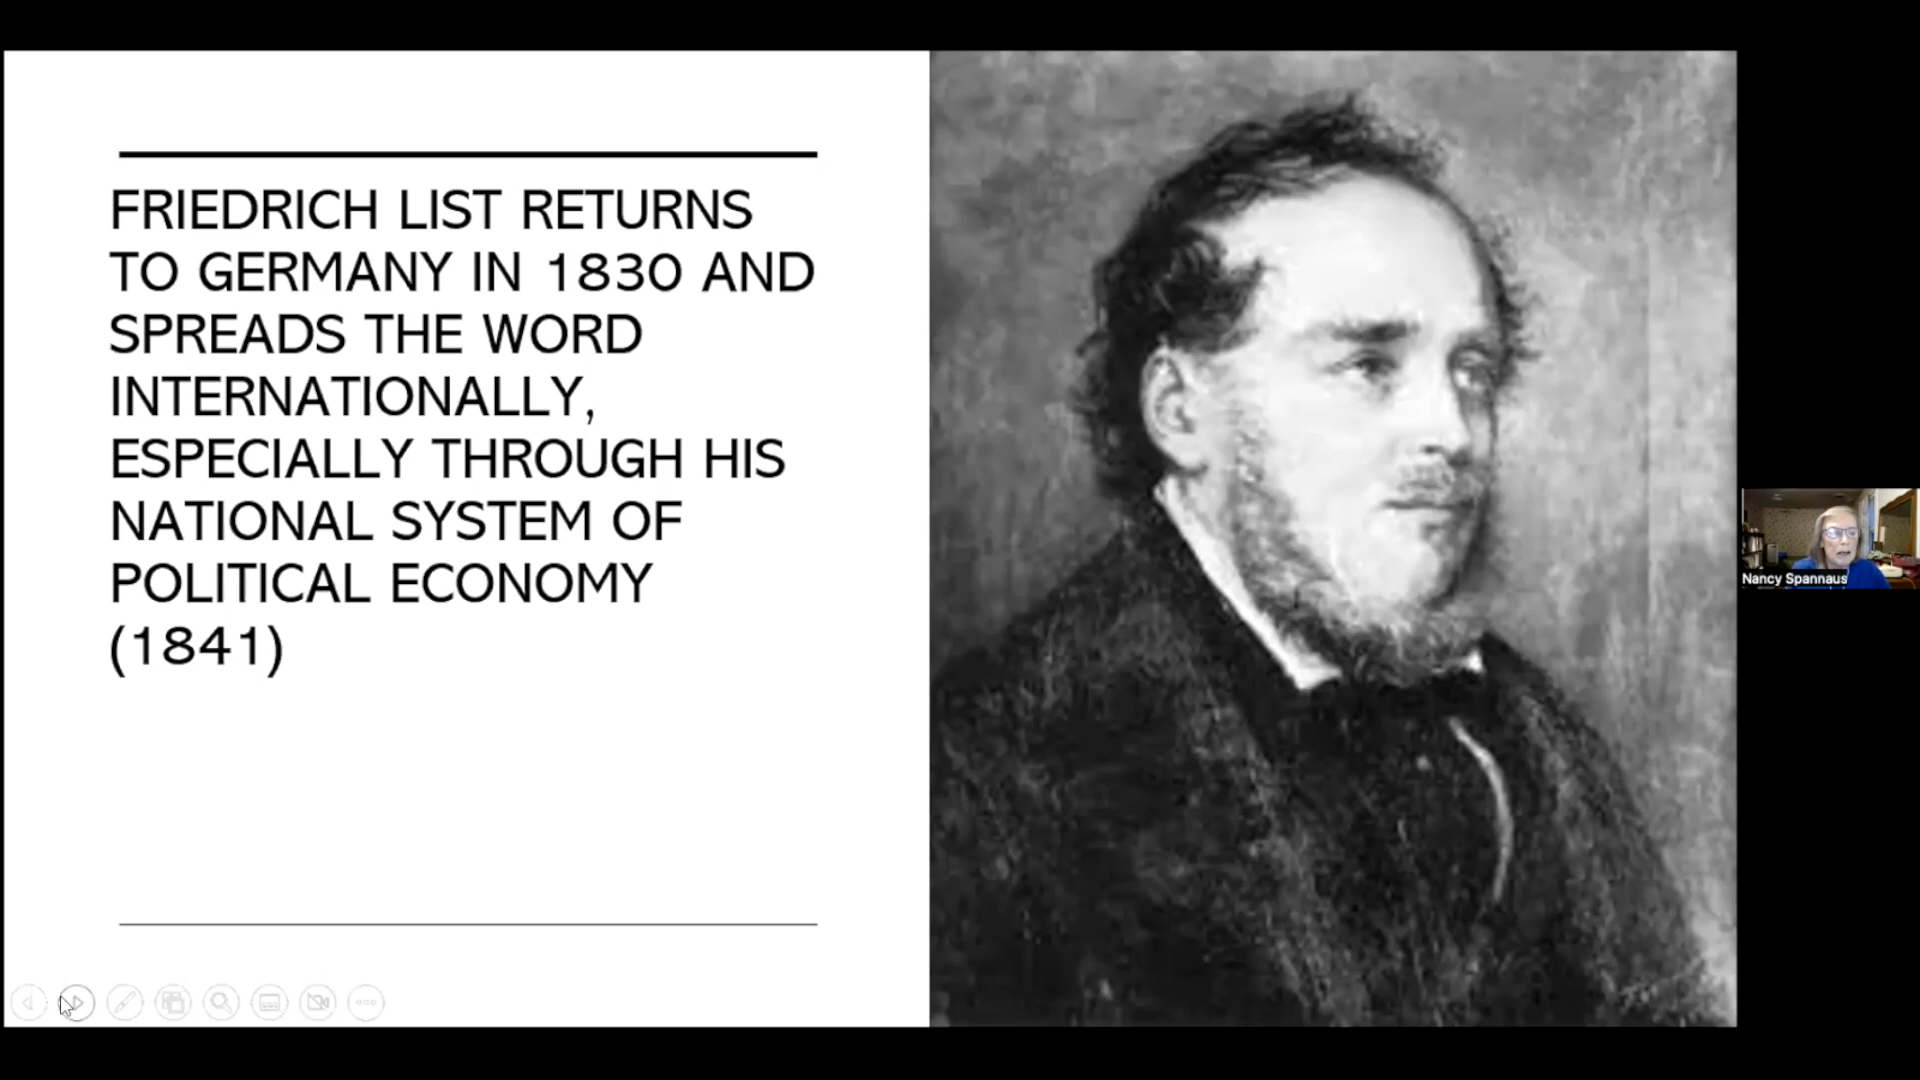 FRIEDRICH LIST RETURNS
TO GERMANY IN 1830 AND
SPREADS THE WORD
INTERNATIONALLY,
ESPECIALLY THROUGH HIS
NATIONAL SYSTEM OF
POLITICAL ECONOMY
(1841)
Nancy Spannaus